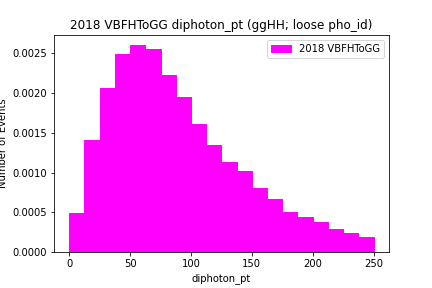 2018 VBFHToGG diphoton_pt (ggHH; loose pho_id)
2018 VBFHToGG
Number of Events
0.0025
0.0020
0.0015
0.0010
0.0005
0.0000
0 50 100 150 200 250
diphoton_pt